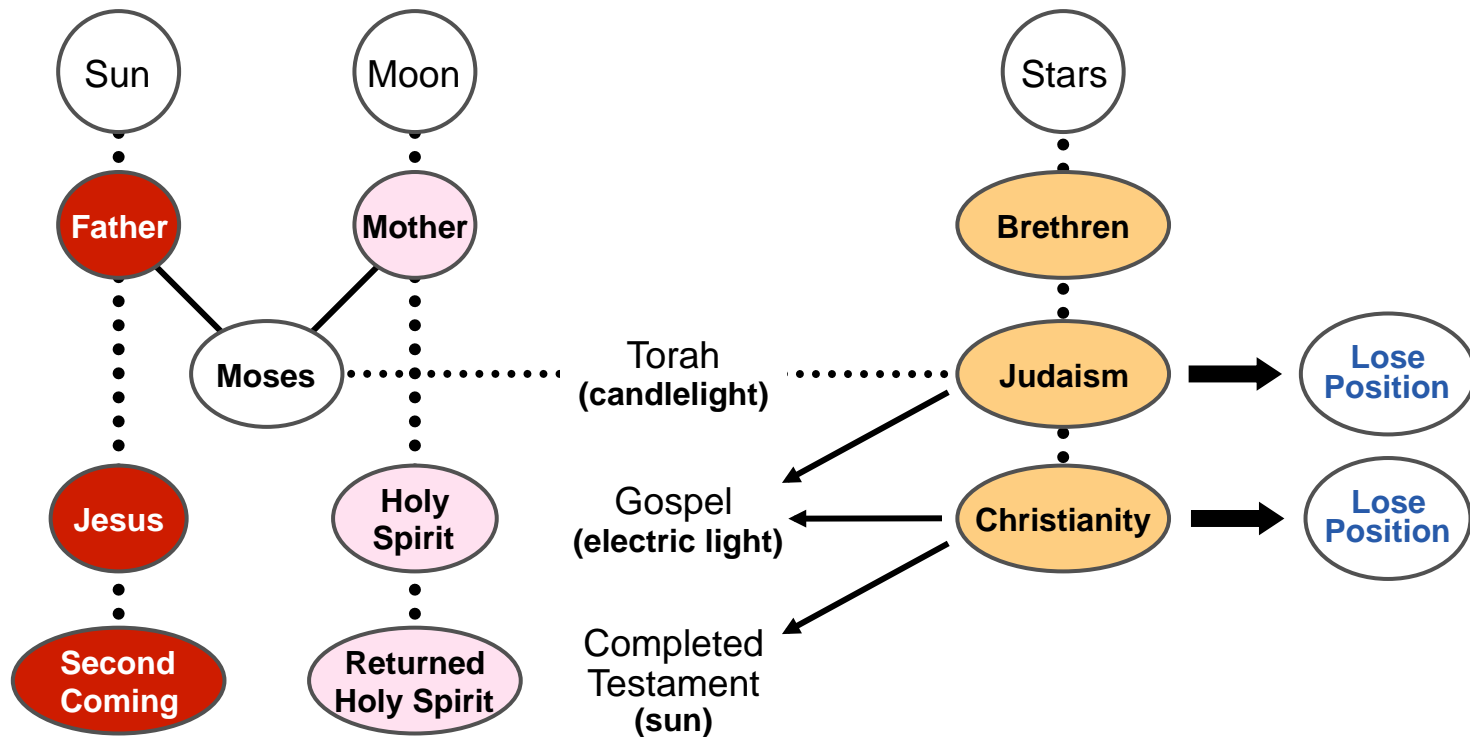 Sun
Moon
Stars
Father
Mother
Brethren
Moses
Torah
(candlelight)
Judaism
Lose
Position
Jesus
Holy
Spirit
Gospel
(electric light)
Christianity
Lose
Position
Second
Coming
Returned
Holy Spirit
Completed
Testament
(sun)